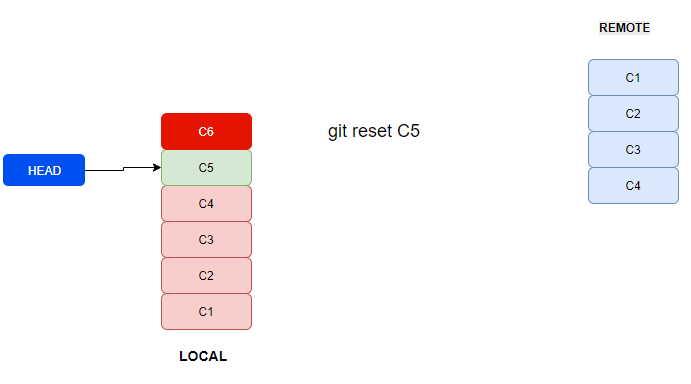 REMOTE
C1
C2
C3
C4
git reset C5
C6
HEAD
C5
C4
C3
C2
C1
LOCAL